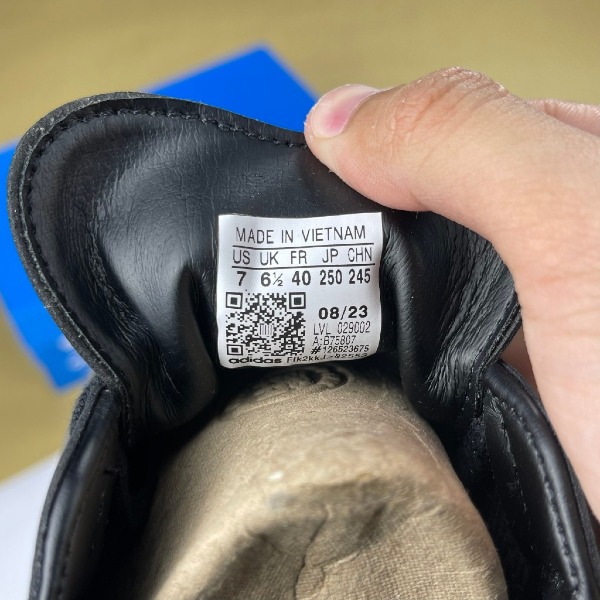 MADE IN VIETNAM
US UK FR JP CHN
7 6½ 40 250 245
08/23
LVL 029002
A:B75807
#126523675
adidas